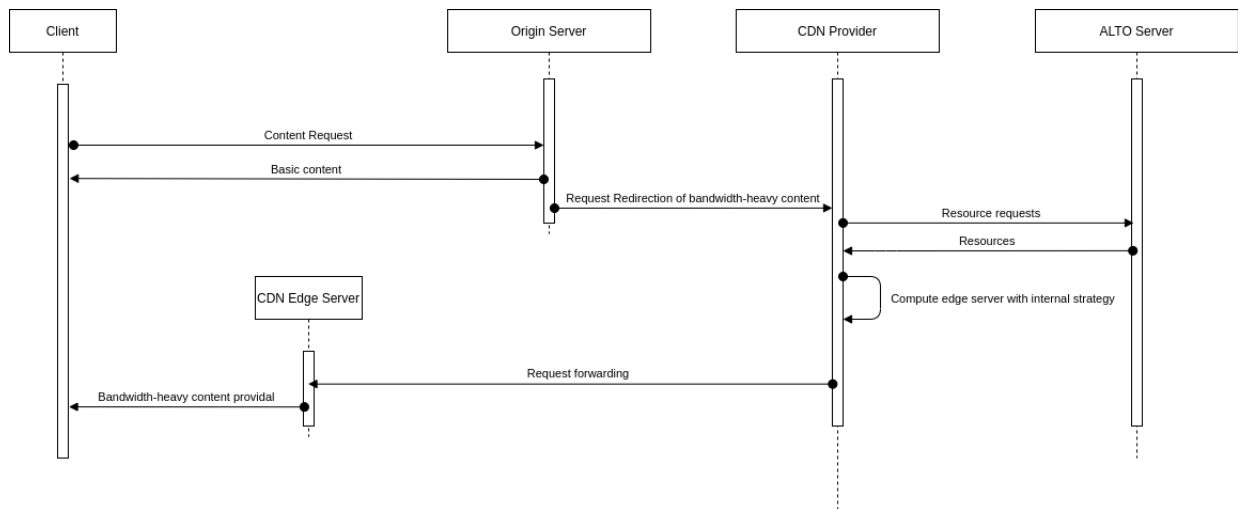 Client
Origin Server
CDN Provider
ALTO Server
Content Request
Basic content
Request Redirection of bandwidth-heavy content
Resource requests
Resources
CDN Edge Server
Compute edge server with internal strategy
Request forwarding
Bandwidth-heavy content providal